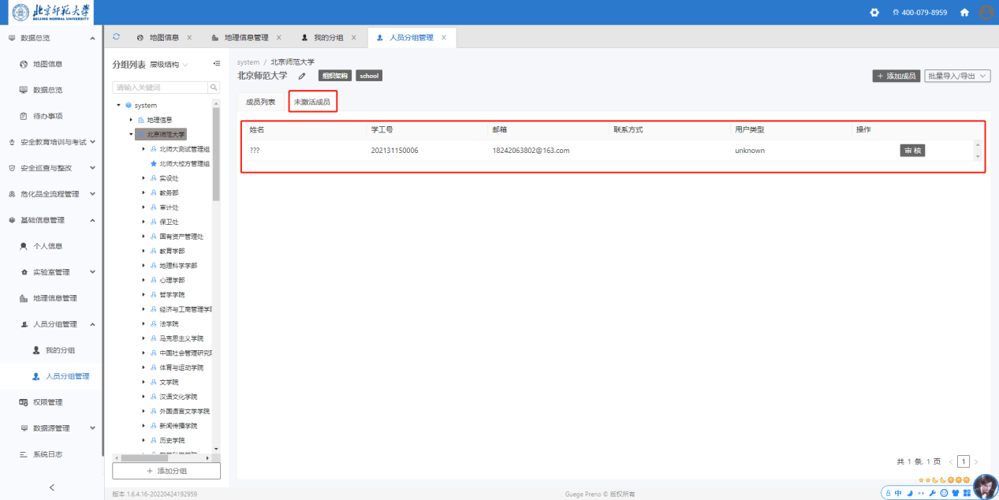 北京师范大学
BEIJING NORMAL UNIVERSITY
400-079-8959
数据总览
地图信息
数据总览
待办事项
安全教育培训与考试
安全巡查与整改
危化品全流程管理
基础信息管理
个人信息
实验室管理
地理信息管理
人员分组管理
我的分组
人员分组管理
权限管理
数据源管理
系统日志
地图信息
地理信息管理
我的分组
人员分组管理
分组列表 层级结构
请输入关键词
system
地理信息
北京师范大学
北师大测试管理组
北师大校方管理组
实设处
教务部
审计处
保卫处
国有资产管理处
教育学部
地理科学学部
心理学部
哲学学院
经济与工商管理学院
法学院
马克思主义学院
中国社会管理研究院
体育与运动学院
文学院
汉语文化学院
外国语言文学学院
新闻传播学院
历史学院
+ 添加分组
system / 北京师范大学
北京师范大学 组织架构 school
+ 添加成员 批量导入/导出
成员列表 未激活成员
姓名 学工号 邮箱 联系方式 用户类型 操作
??? 202131150006 18242063802@163.com unknown 审核
共 1 条, 1 页 < 1 >
版本 1.6.4.16-20220424192959
Guege Preno © 版权所有
中